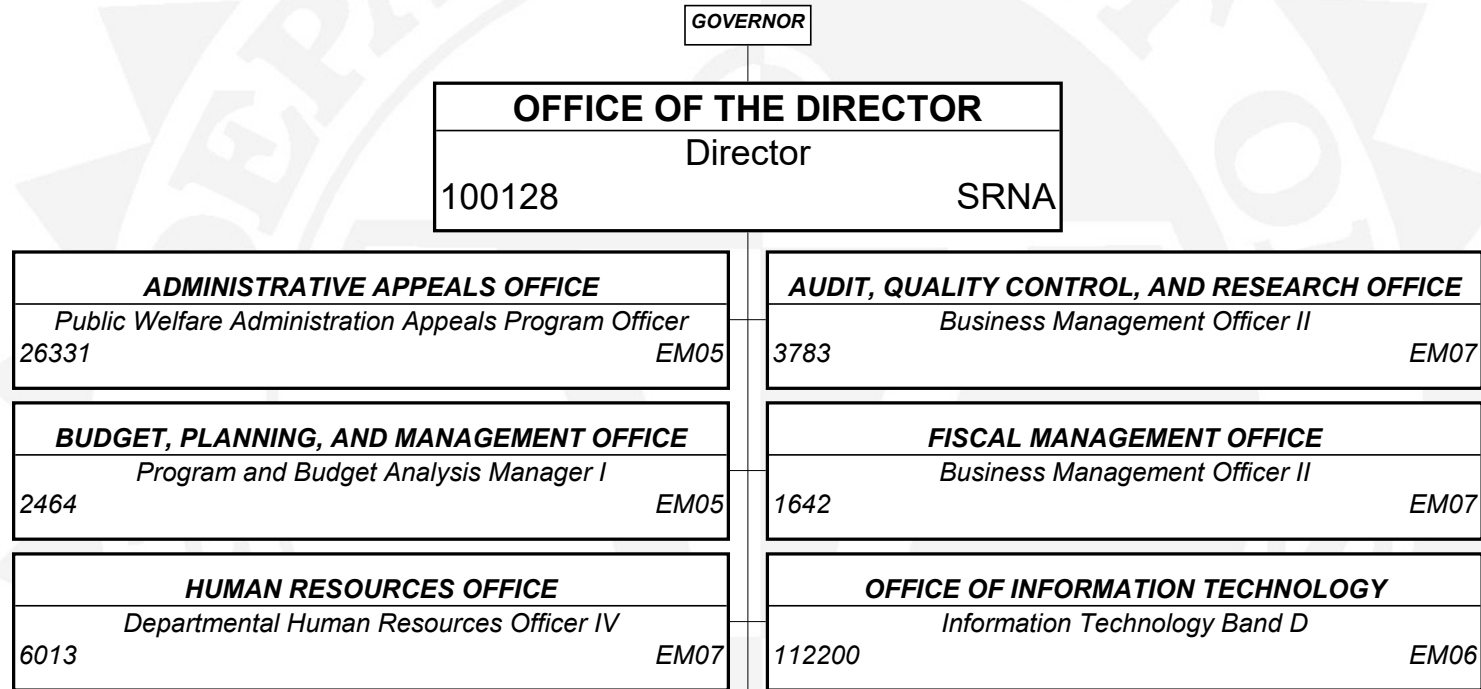 GOVERNOR
OFFICE OF THE DIRECTOR
Director
100128 SRNA
ADMINISTRATIVE APPEALS OFFICE
Public Welfare Administration Appeals Program Officer
26331 EM05
AUDIT, QUALITY CONTROL, AND RESEARCH OFFICE
Business Management Officer II
3783 EM07
BUDGET, PLANNING, AND MANAGEMENT OFFICE
Program and Budget Analysis Manager I
2464 EM05
FISCAL MANAGEMENT OFFICE
Business Management Officer II
1642 EM07
HUMAN RESOURCES OFFICE
Departmental Human Resources Officer IV
6013 EM07
OFFICE OF INFORMATION TECHNOLOGY
Information Technology Band D
112200 EM06